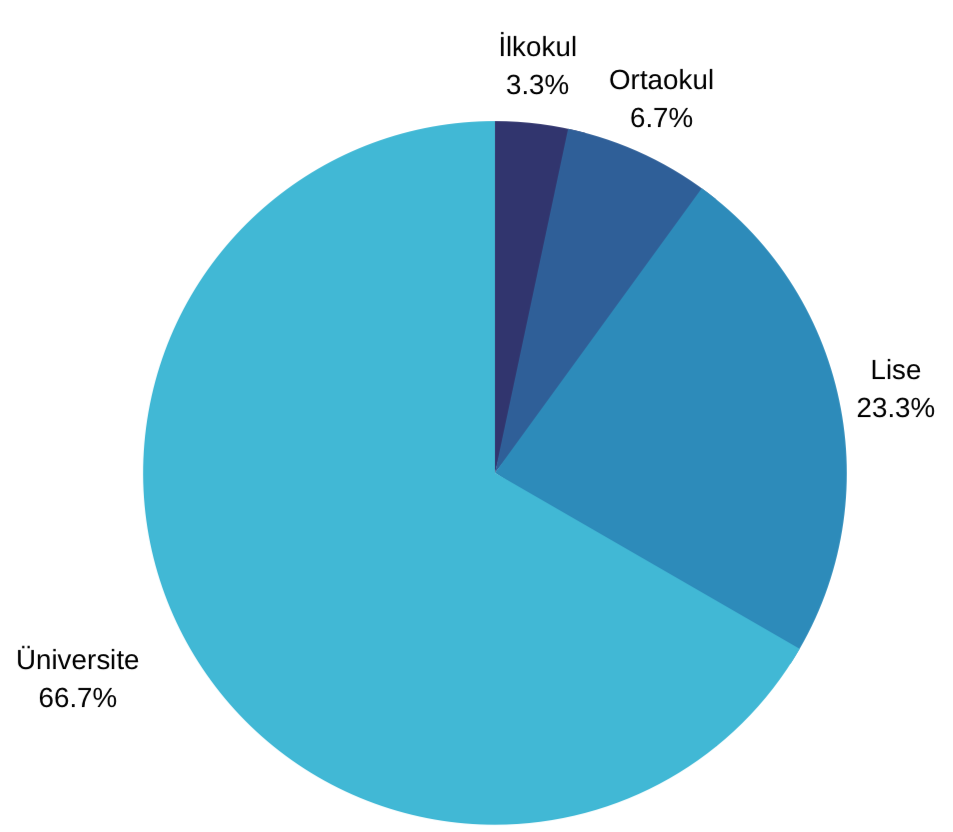 İlkokul
3.3%
Ortaokul
6.7%
Lise
23.3%
Üniversite
66.7%